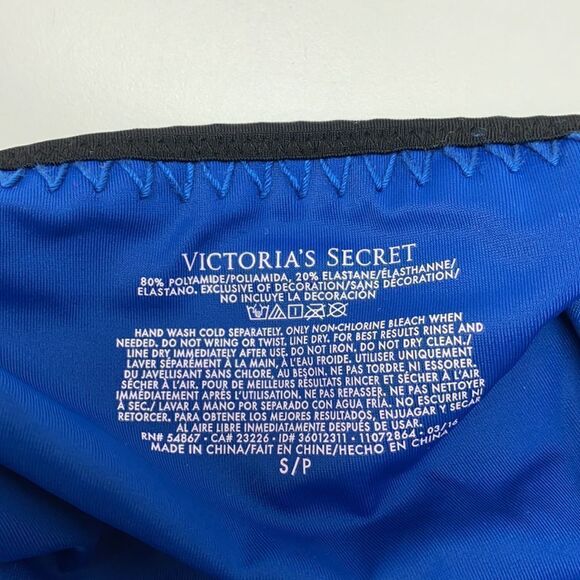 VICTORIA'S SECRET
80% POLYAMIDE/POLIAMIDA, 20% ELASTANE/ÉLASTHANNE/
ELASTANO. EXCLUSIVE OF DECORATION/SANS DÉCORATION/
NO INCLUYE LA DECORACIÓN
HAND WASH COLD SEPARATELY. ONLY NON-CHLORINE BLEACH WHEN
NEEDED. DO NOT WRING OR TWIST. LINE DRY. FOR BEST RESULTS RINSE AND
LINE DRY IMMEDIATELY AFTER USE. DO NOT IRON. DO NOT DRY CLEAN./
LAVER SÉPARÉMENT À LA MAIN, À L'EAU FROIDE. UTILISER UNIQUEMENT
DU JAVELLISANT SANS CHLORE, AU BESOIN. NE PAS TORDRE NI ESSORER.
SÉCHER À L'AIR. POUR DE MEILLEURS RÉSULTATS RINCER ET SÉCHER À L'AIR
IMMÉDIATEMENT APRÈS L'UTILISATION. NE PAS REPASSER. NE PAS NETTOYER
À SEC./ LAVAR A MANO POR SEPARADO CON AGUA FRÍA. NO ESCURRIR NI
RETORCER. PARA OBTENER LOS MEJORES RESULTADOS, ENJUAGAR Y SECAR
AL AIRE LIBRE INMEDIATAMENTE DESPUÉS DE USAR.
RN# 54867 • CA# 23226 • ID# 36012311 • 11072864 • 03/16
MADE IN CHINA/FAIT EN CHINE/HECHO EN CHINA
S/P